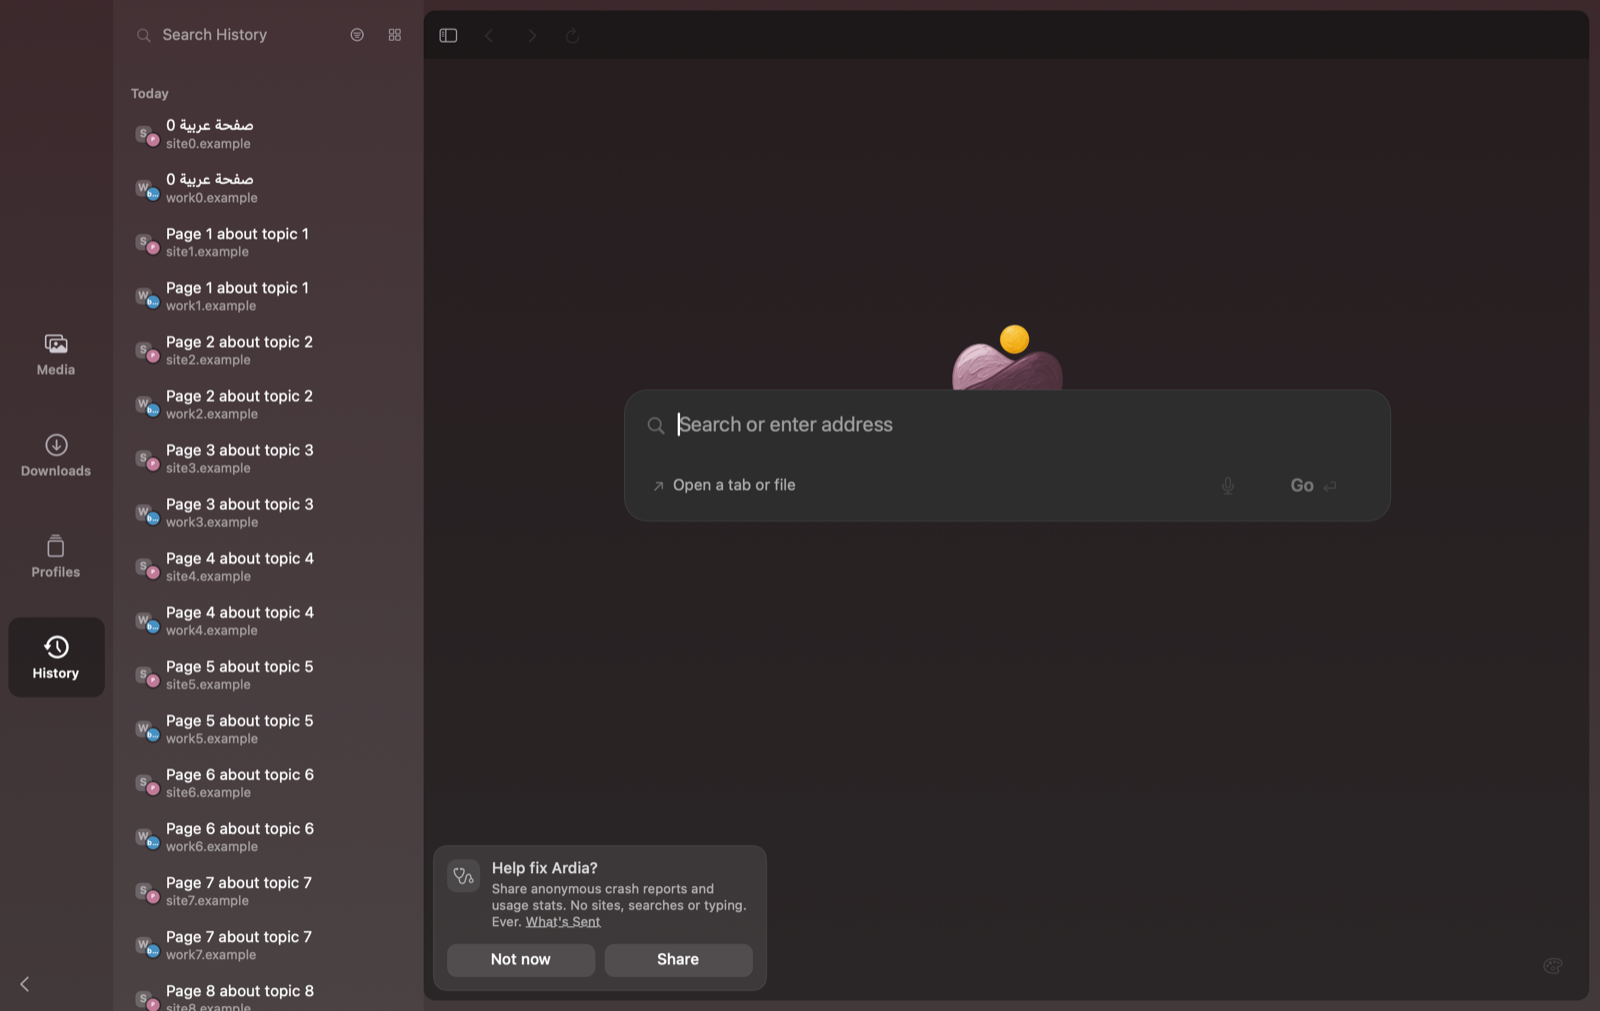 Search History
Today
صفحة عربية 0
site0.example
صفحة عربية 0
work0.example
Page 1 about topic 1
site1.example
Page 1 about topic 1
work1.example
Page 2 about topic 2
site2.example
Page 2 about topic 2
work2.example
Page 3 about topic 3
site3.example
Page 3 about topic 3
work3.example
Page 4 about topic 4
site4.example
Page 4 about topic 4
work4.example
Page 5 about topic 5
site5.example
Page 5 about topic 5
work5.example
Page 6 about topic 6
site6.example
Page 6 about topic 6
work6.example
Page 7 about topic 7
site7.example
Page 7 about topic 7
work7.example
Page 8 about topic 8
site8.example
Media
Downloads
Profiles
History
Search or enter address
Open a tab or file
Go
Help fix Ardia?
Share anonymous crash reports and
usage stats. No sites, searches or typing.
Ever. What's Sent
Not now
Share